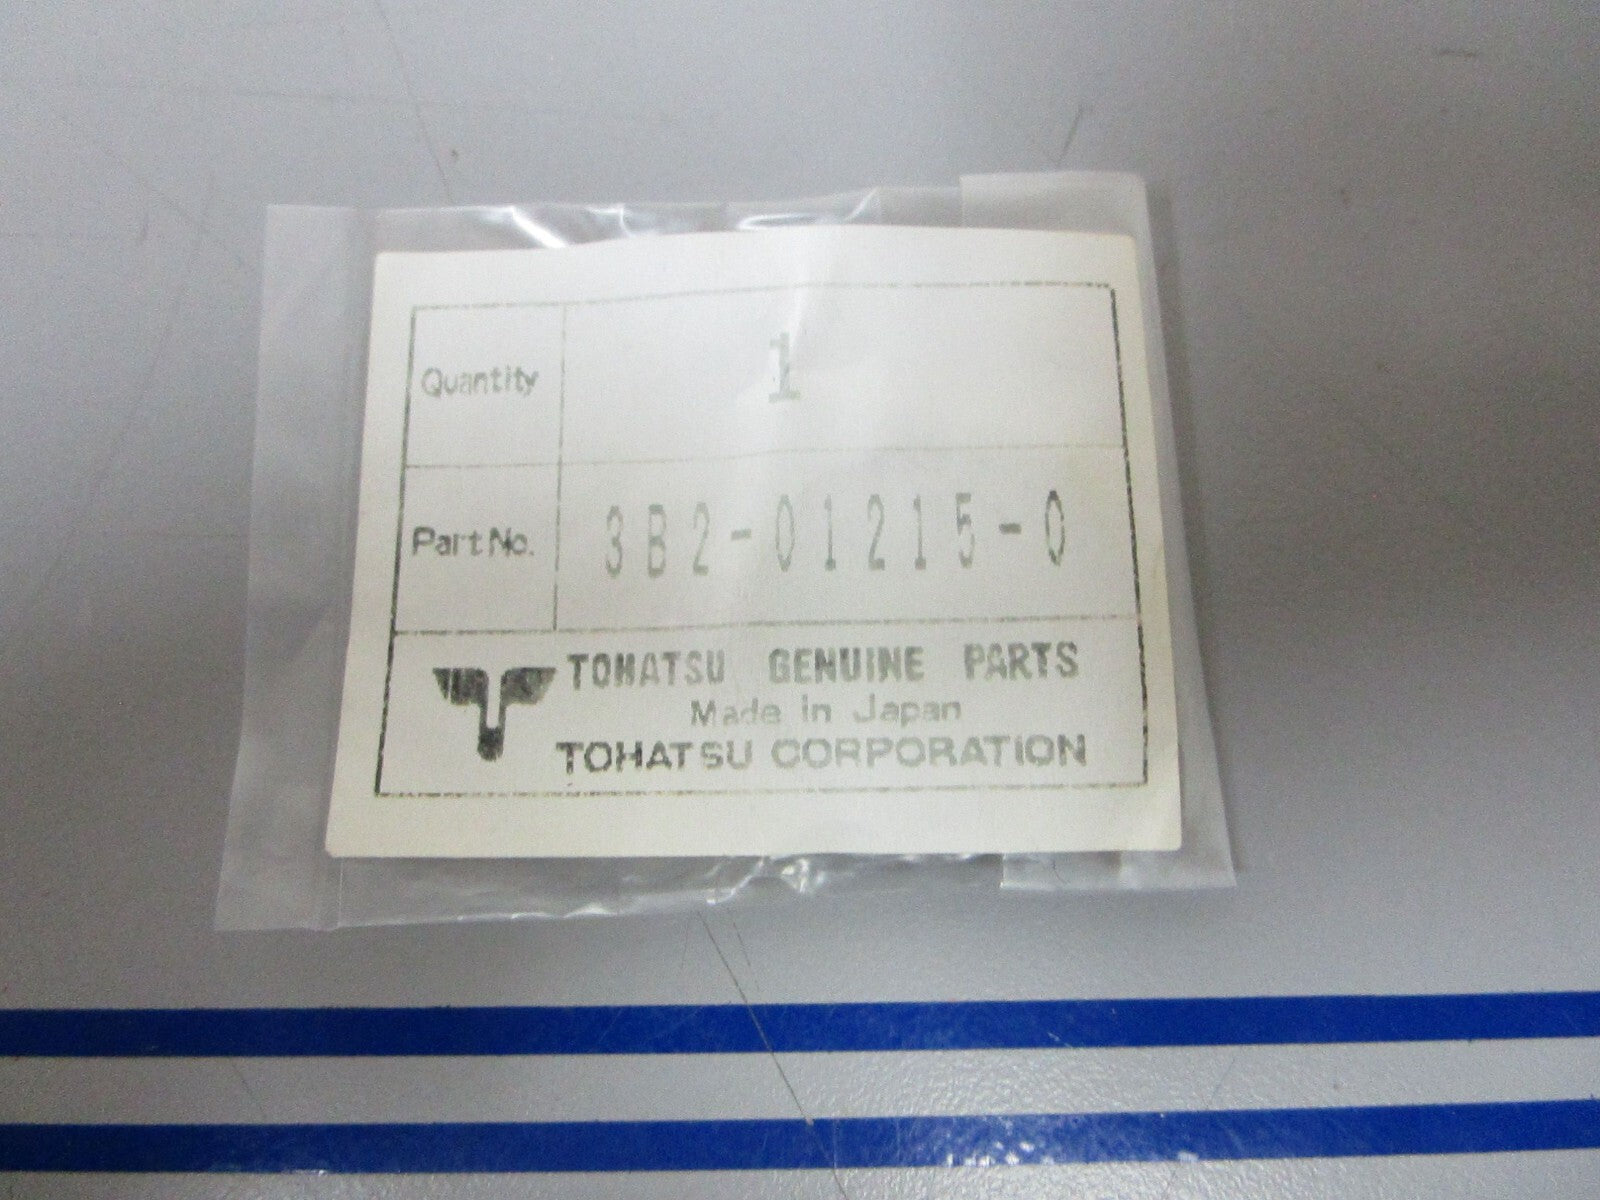 Quantity 1
Part No. 3B2-01215-0
TOHATSU GENUINE PARTS
Made in Japan
TOHATSU CORPORATION